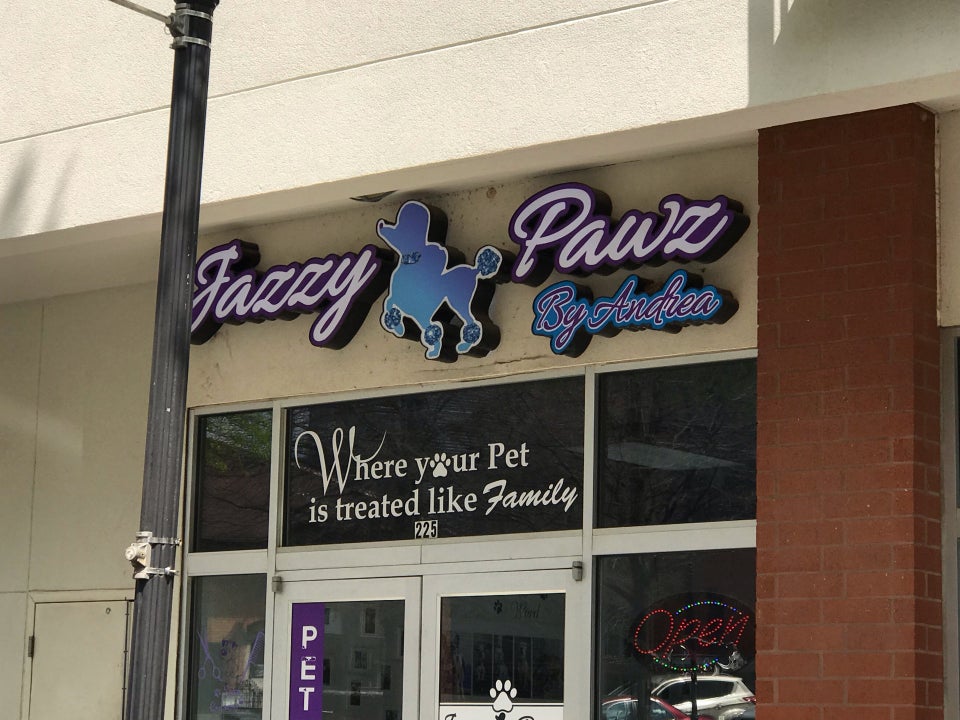 Jazzy Pawz
By Andrea
Where your Pet
is treated like Family
225
PET
Open